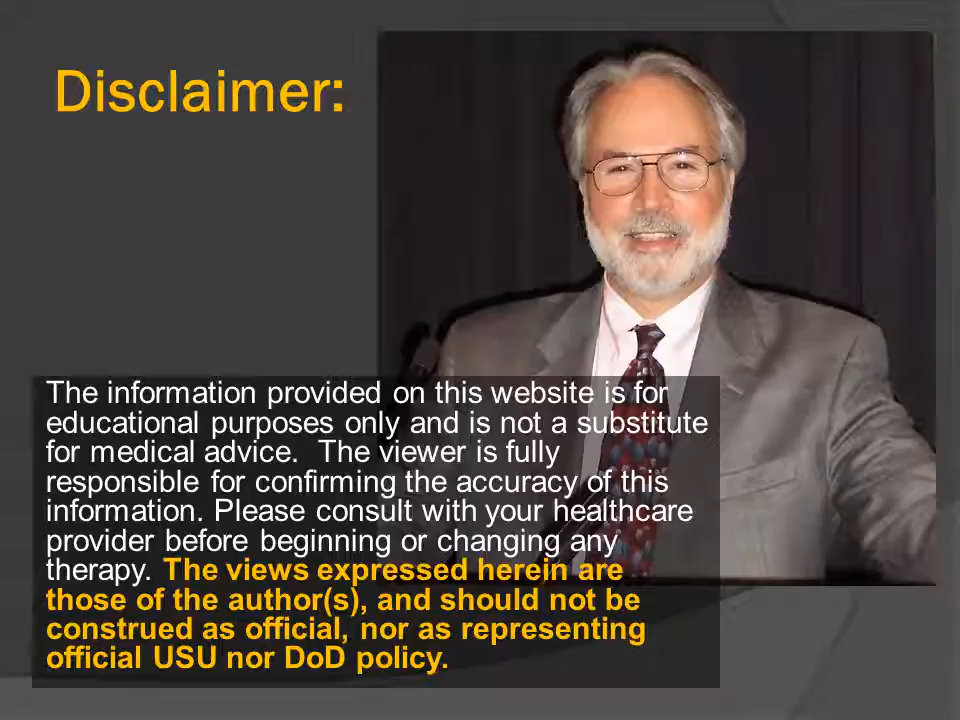 Disclaimer:
The information provided on this website is for
educational purposes only and is not a substitute
for medical advice.  The viewer is fully
responsible for confirming the accuracy of this
information. Please consult with your healthcare
provider before beginning or changing any
therapy. The views expressed herein are
those of the author(s), and should not be
construed as official, nor as representing
official USU nor DoD policy.